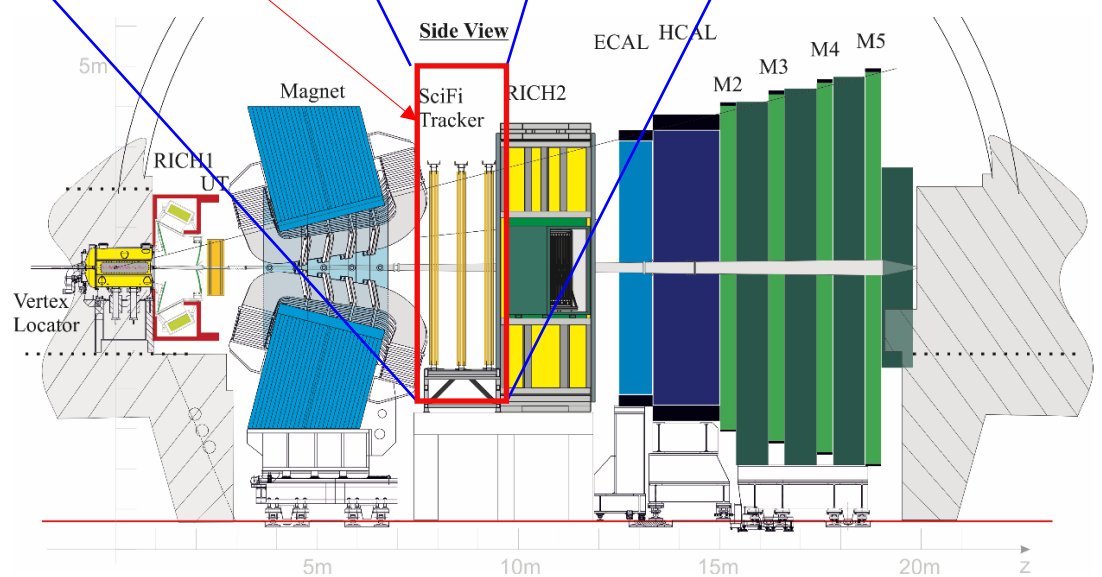 Side View
5m
ECAL
HCAL
M5
M4
M3
M2
Magnet
SciFi
Tracker
RICH2
RICH1
UT
Vertex
Locator
5m
10m
15m
20m
z